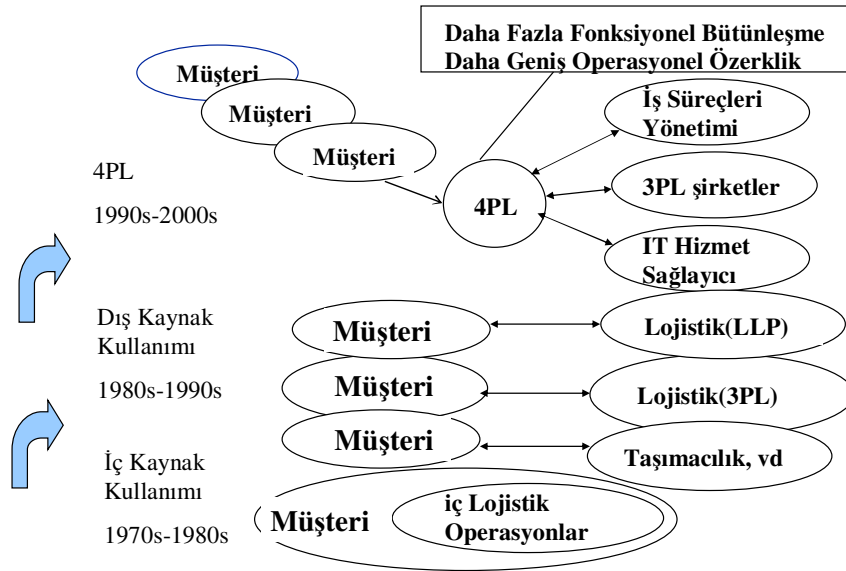 Daha Fazla Fonksiyonel Bütünleşme
Daha Geniş Operasyonel Özerklik
Müşteri
Müşteri
Müşteri
4PL
1990s-2000s
4PL
İş Süreçleri
Yönetimi
3PL şirketler
IT Hizmet
Sağlayıcı
Dış Kaynak
Kullanımı
1980s-1990s
Müşteri
Lojistik(LLP)
Müşteri
Lojistik(3PL)
Müşteri
Taşımacılık, vd
İç Kaynak
Kullanımı
1970s-1980s
Müşteri
iç Lojistik
Operasyonlar